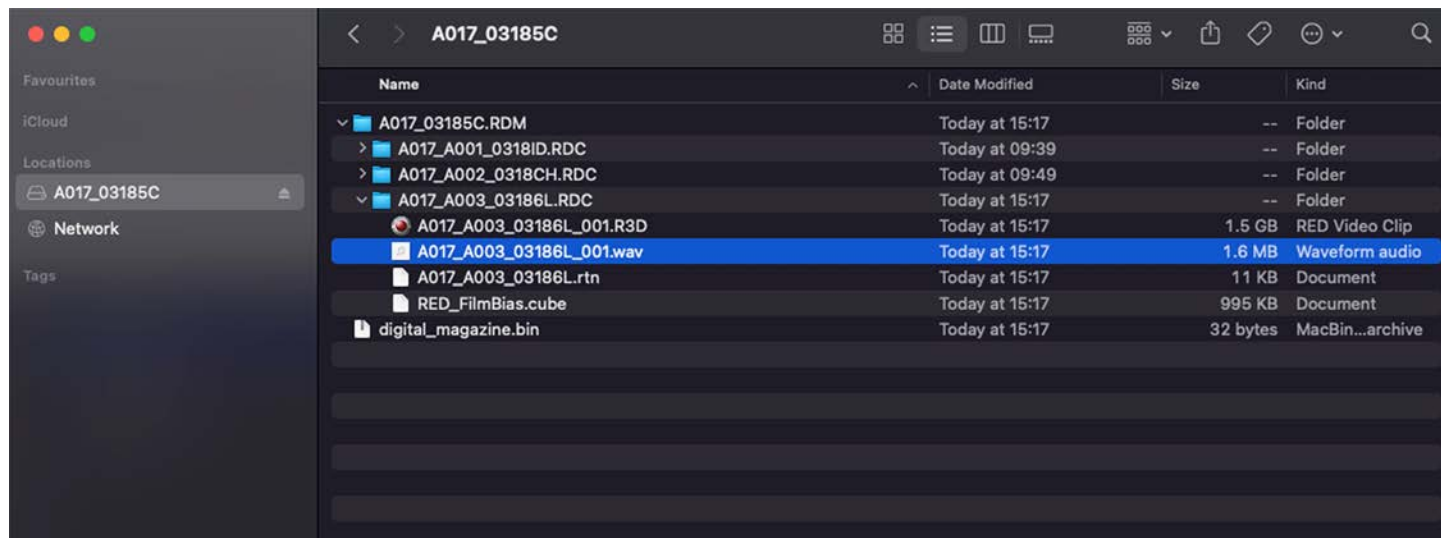 A017_03185C
Favourites
iCloud
Locations
A017_03185C
Network
Tags
Name Date Modified Size Kind
A017_03185C.RDM Today at 15:17 -- Folder
A017_A001_0318ID.RDC Today at 09:39 -- Folder
A017_A002_0318CH.RDC Today at 09:49 -- Folder
A017_A003_03186L.RDC Today at 15:17 -- Folder
A017_A003_03186L_001.R3D Today at 15:17 1.5 GB RED Video Clip
A017_A003_03186L_001.wav Today at 15:17 1.6 MB Waveform audio
A017_A003_03186L.rtn Today at 15:17 11 KB Document
RED_FilmBias.cube Today at 15:17 995 KB Document
digital_magazine.bin Today at 15:17 32 bytes MacBin...archive